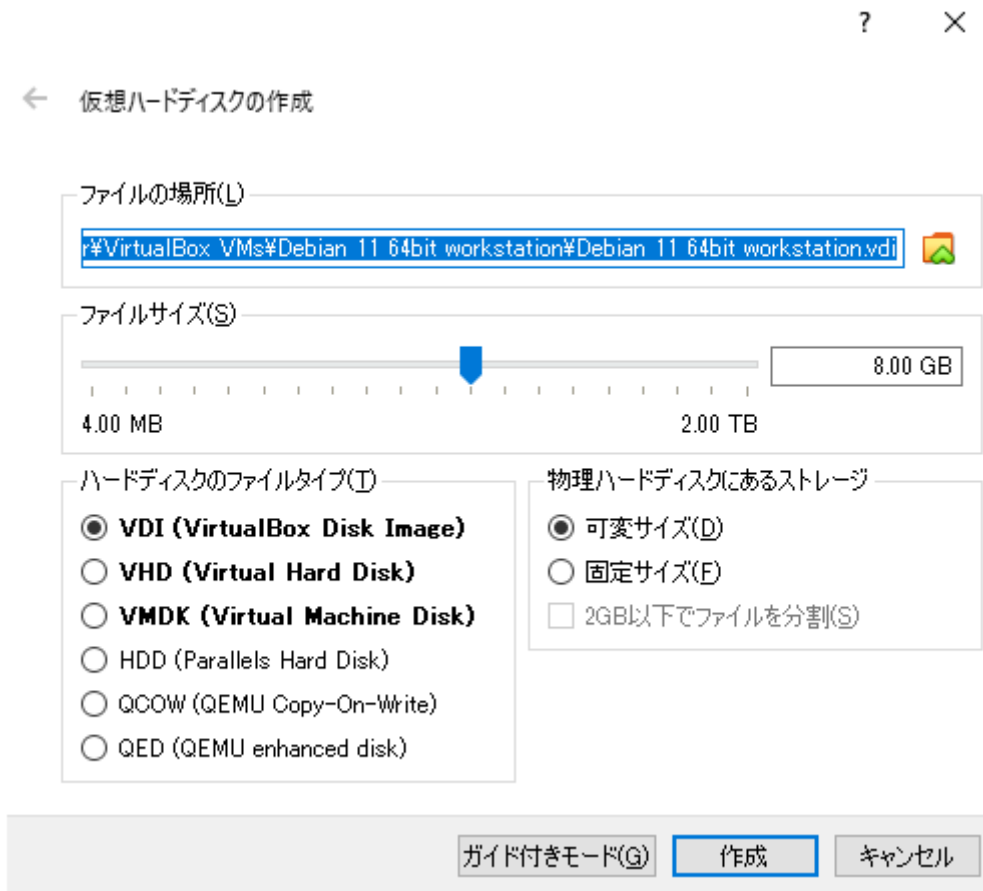 ?
仮想ハードディスクの作成
ファイルの場所(L)
r¥VirtualBox VMs¥Debian 11 64bit workstation¥Debian 11 64bit workstation.vdi
ファイルサイズ(S)
8.00 GB
4.00 MB 2.00 TB
ハードディスクのファイルタイプ(T)
VDI (VirtualBox Disk Image)
VHD (Virtual Hard Disk)
VMDK (Virtual Machine Disk)
HDD (Parallels Hard Disk)
QCOW (QEMU Copy-On-Write)
QED (QEMU enhanced disk)
物理ハードディスクにあるストレージ
可変サイズ(D)
固定サイズ(F)
2GB以下でファイルを分割(S)
ガイド付きモード(G) 作成 キャンセル